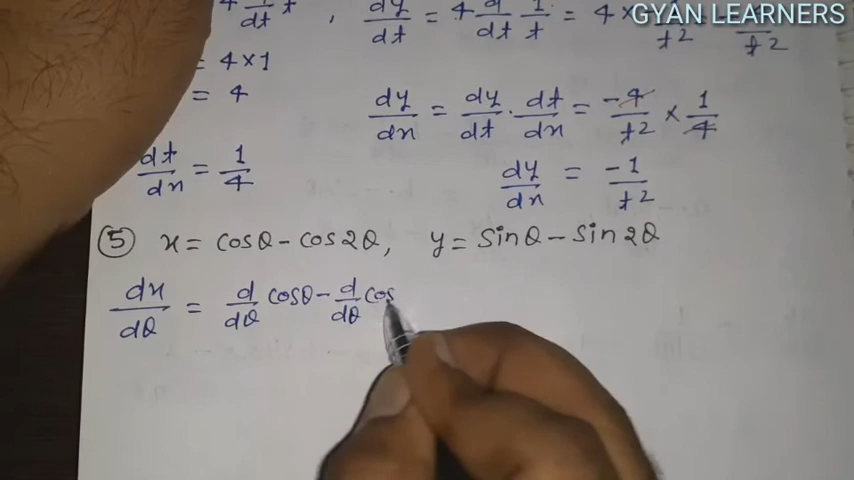 GYAN LEARNERS
dt t , dy/dt = 4 d/dt 1/t = 4 ×
= 4 × 1
= 4
dy/dx = dy/dt . dt/dx = -4/t² × 1/4
dt/dx = 1/4
dy/dx = -1/t²
⑤ x = cosθ - cos2θ, y = sinθ - sin2θ
dx/dθ = d/dθ cosθ - d/dθ cos